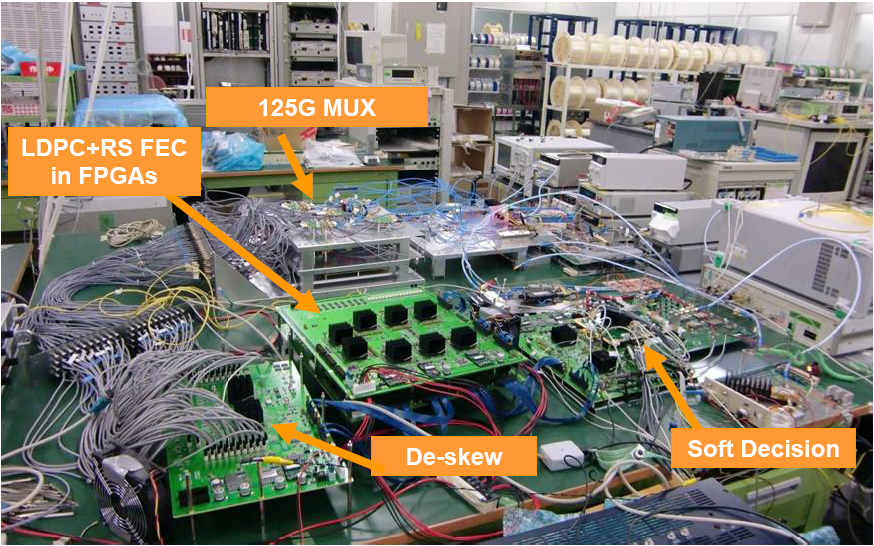 125G MUX
LDPC+RS FEC
in FPGAs
De-skew
Soft Decision